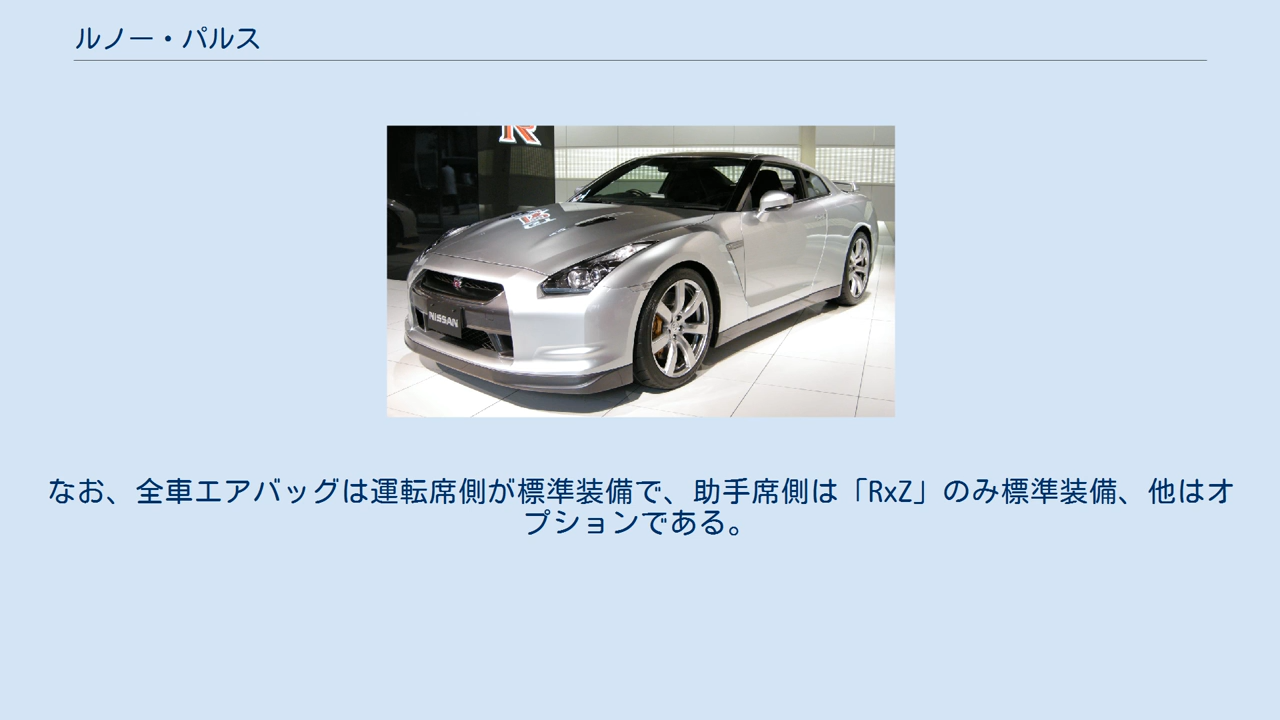 ルノー・パルス
R
NISSAN
なお、全車エアバッグは運転席側が標準装備で、助手席側は「RxZ」のみ標準装備、他はオ
プションである。